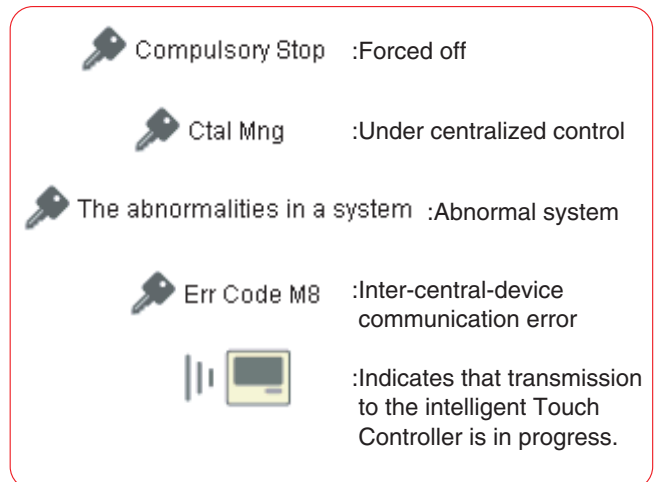 Compulsory Stop :Forced off
Ctal Mng :Under centralized control
The abnormalities in a system :Abnormal system
Err Code M8 :Inter-central-device
communication error
:Indicates that transmission
to the intelligent Touch
Controller is in progress.